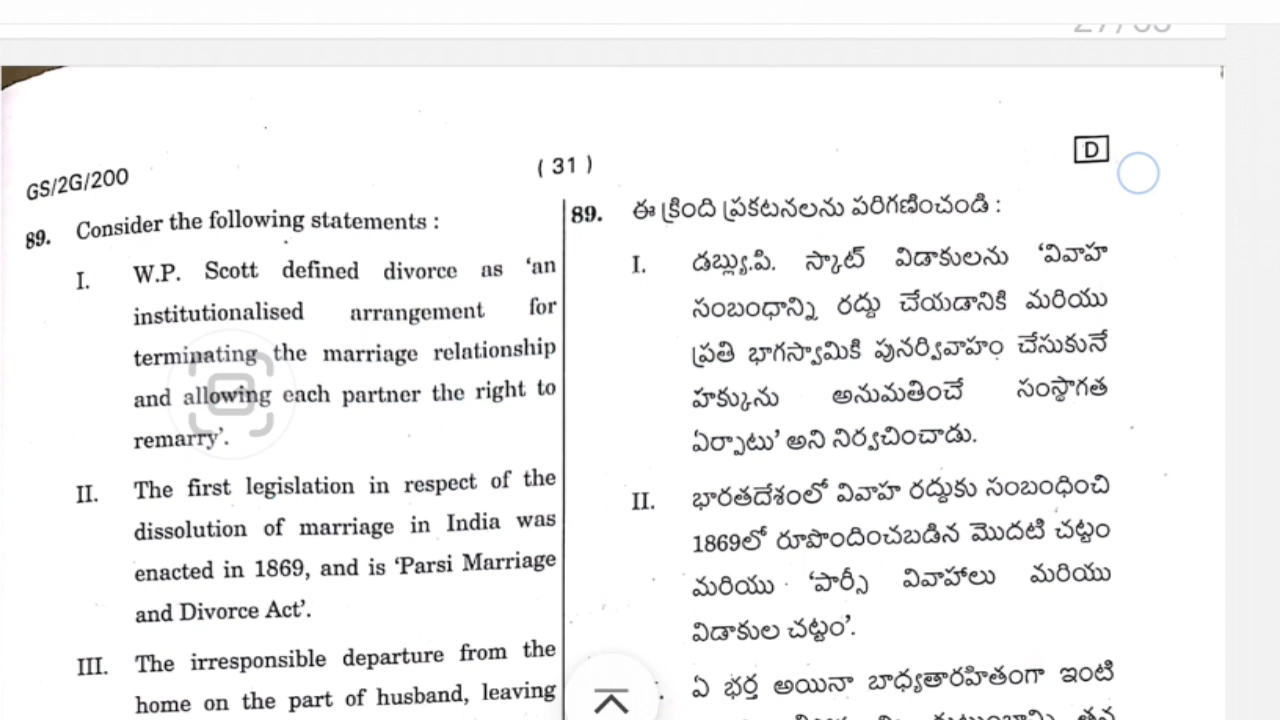 GS/2G/200
( 31 )
D
89. Consider the following statements :
I. W.P. Scott defined divorce as ‘an
institutionalised arrangement for
terminating the marriage relationship
and allowing each partner the right to
remarry’.
II. The first legislation in respect of the
dissolution of marriage in India was
enacted in 1869, and is ‘Parsi Marriage
and Divorce Act’.
III. The irresponsible departure from the
home on the part of husband, leaving
89. ఈ క్రింది ప్రకటనలను పరిగణించండి :
I. డబ్ల్యు.పి. స్కాట్ విడాకులను ‘వివాహ
సంబంధాన్ని రద్దు చేయడానికి మరియు
ప్రతి భాగస్వామికి పునర్వివాహం చేసుకునే
హక్కును అనుమతించే సంస్థాగత
ఏర్పాటు’ అని నిర్వచించాడు.
II. భారతదేశంలో వివాహ రద్దుకు సంబంధించి
1869లో రూపొందించబడిన మొదటి చట్టం
మరియు ‘పార్సీ వివాహాలు మరియు
విడాకుల చట్టం’.
ఏ భర్త అయినా బాధ్యతారహితంగా ఇంటి